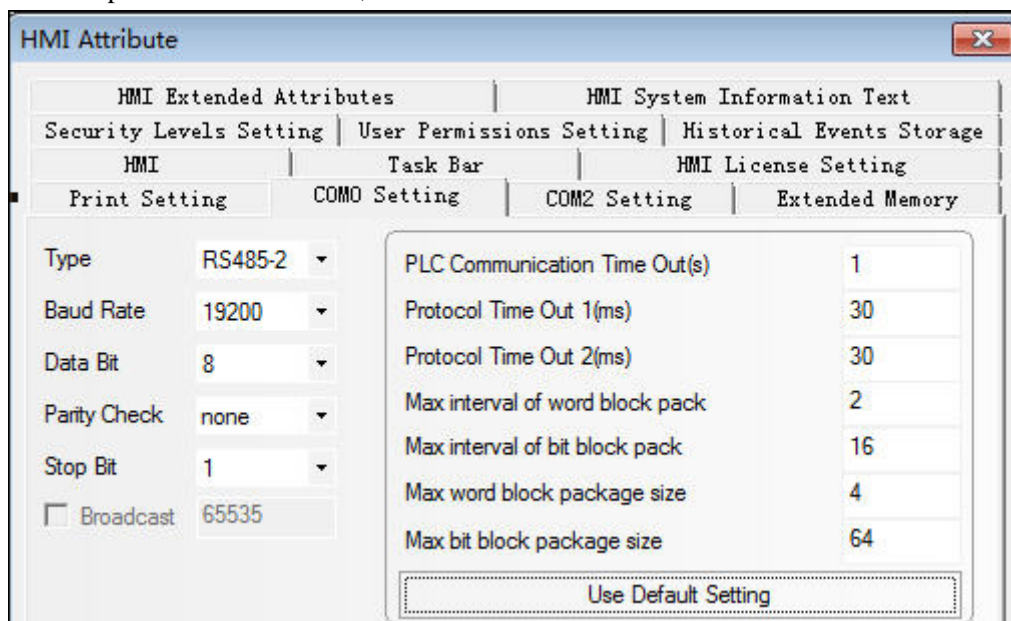 HMI Attribute
HMI Extended Attributes
HMI System Information Text
Security Levels Setting
User Permissions Setting
Historical Events Storage
HMI
Task Bar
HMI License Setting
Print Setting
COM0 Setting
COM2 Setting
Extended Memory
Type
RS485-2
Baud Rate
19200
Data Bit
8
Parity Check
none
Stop Bit
1
Broadcast
65535
PLC Communication Time Out(s)
1
Protocol Time Out 1(ms)
30
Protocol Time Out 2(ms)
30
Max interval of word block pack
2
Max interval of bit block pack
16
Max word block package size
4
Max bit block package size
64
Use Default Setting